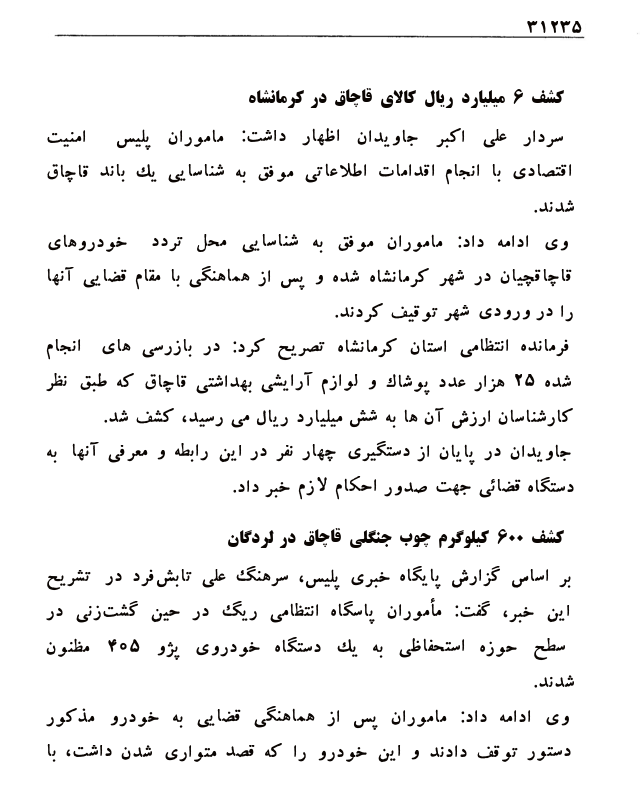 ۳۱۲۳۵
کشف ۶ میلیارد ریال کالای قاچاق در کرمانشاه
سردار علی اکبر جاویدان اظهار داشت: ماموران پلیس امنیت
اقتصادی با انجام اقدامات اطلاعاتی موفق به شناسایی یك باند قاچاق
شدند.
وی ادامه داد: ماموران موفق به شناسایی محل تردد خودروهای
قاچاقچیان در شهر کرمانشاه شده و پس از هماهنگی با مقام قضایی آنها
را در ورودی شهر توقیف کردند.
فرمانده انتظامی استان کرمانشاه تصریح کرد: در بازرسی های انجام
شده ۲۵ هزار عدد پوشاك و لوازم آرایشی بهداشتی قاچاق که طبق نظر
کارشناسان ارزش آن ها به شش میلیارد ریال می رسید، کشف شد.
جاویدان در پایان از دستگیری چهار نفر در این رابطه و معرفی آنها به
دستگاه قضائی جهت صدور احکام لازم خبر داد.
کشف ۶۰۰ کیلوگرم چوب جنگلی قاچاق در لردگان
بر اساس گزارش پایگاه خبری پلیس، سرهنگ علی تابش‌فرد در تشریح
این خبر، گفت: مأموران پاسگاه انتظامی ریگ در حین گشت‌زنی در
سطح حوزه استحفاظی به یك دستگاه خودروی پژو ۴۰۵ مظنون
شدند.
وی ادامه داد: ماموران پس از هماهنگی قضایی به خودرو مذکور
دستور توقف دادند و این خودرو را که قصد متواری شدن داشت، با